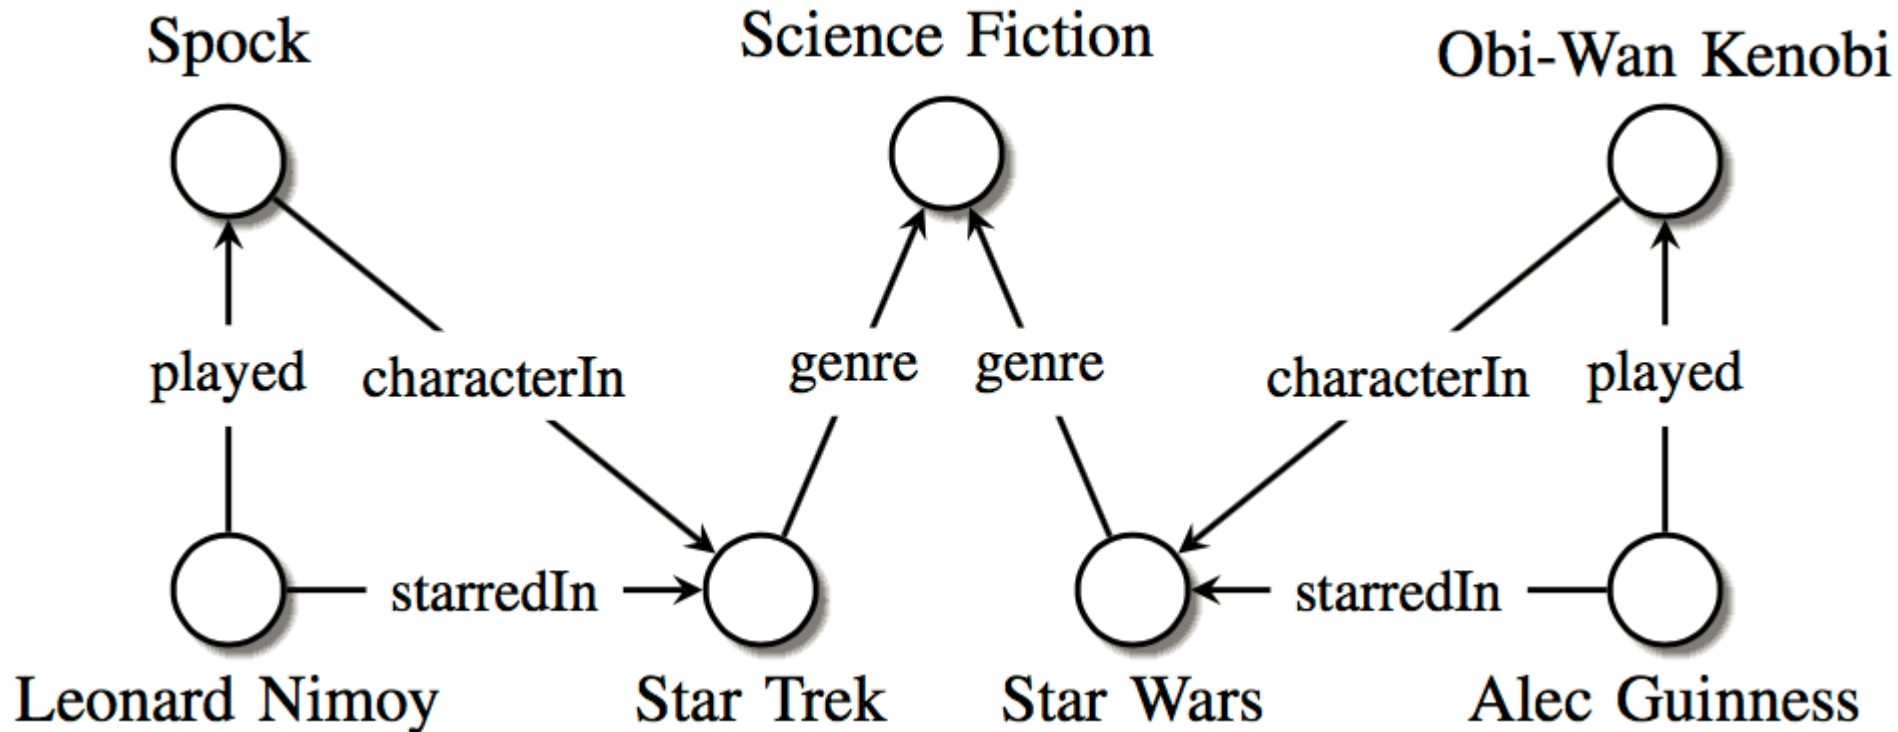 Spock
Science Fiction
Obi-Wan Kenobi
played
characterIn
genre
genre
characterIn
played
starredIn
starredIn
Leonard Nimoy
Star Trek
Star Wars
Alec Guinness